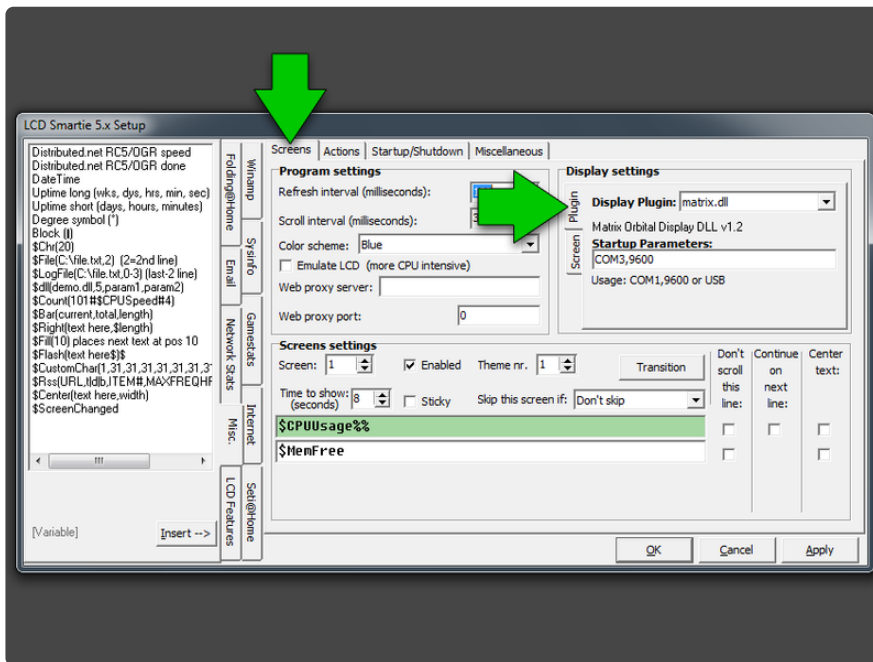 LCD Smartie 5.x Setup
Distributed.net RC5/OGR speed
Distributed.net RC5/OGR done
DateTime
Uptime long (wks, dys, hrs, min, sec)
Uptime short (days, hours, minutes)
Degree symbol (°)
Block (||)
$Chr(20)
$File(C:\file.txt,2) (2=2nd line)
$LogFile(C:\file.txt,0-3) (last-2 line)
$dll(demo.dll,5,param1,param2)
$Count(101#$CPUSpeed#4)
$Bar(current,total,length)
$Right(text here,$length)
$Fill(10) places next text at pos 10
$Flash(text here$)$
$CustomChar(1,31,31,31,31,31,31,31
$Rss(URL,t|d|b,ITEM#,MAXFREQHF
$Center(text here,width)
$ScreenChanged
[Variable]
Insert -->
Folding@Home
Email
Network Stats
Misc.
LCD Features
Winamp
Sysinfo
Gamestats
Internet
Seti@Home
Screens
Actions
Startup/Shutdown
Miscellaneous
Program settings
Refresh interval (milliseconds):
Scroll interval (milliseconds):
Color scheme: Blue
Emulate LCD (more CPU intensive)
Web proxy server:
Web proxy port: 0
Display settings
Plugin
Screen
Display Plugin: matrix.dll
Matrix Orbital Display DLL v1.2
Startup Parameters:
COM3,9600
Usage: COM1,9600 or USB
Screens settings
Screen: 1
Enabled
Theme nr. 1
Transition
Time to show: 8
(seconds)
Sticky
Skip this screen if: Don't skip
Don't scroll this line:
Continue on next line:
Center text:
$CPUUsage%%
$MemFree
OK
Cancel
Apply